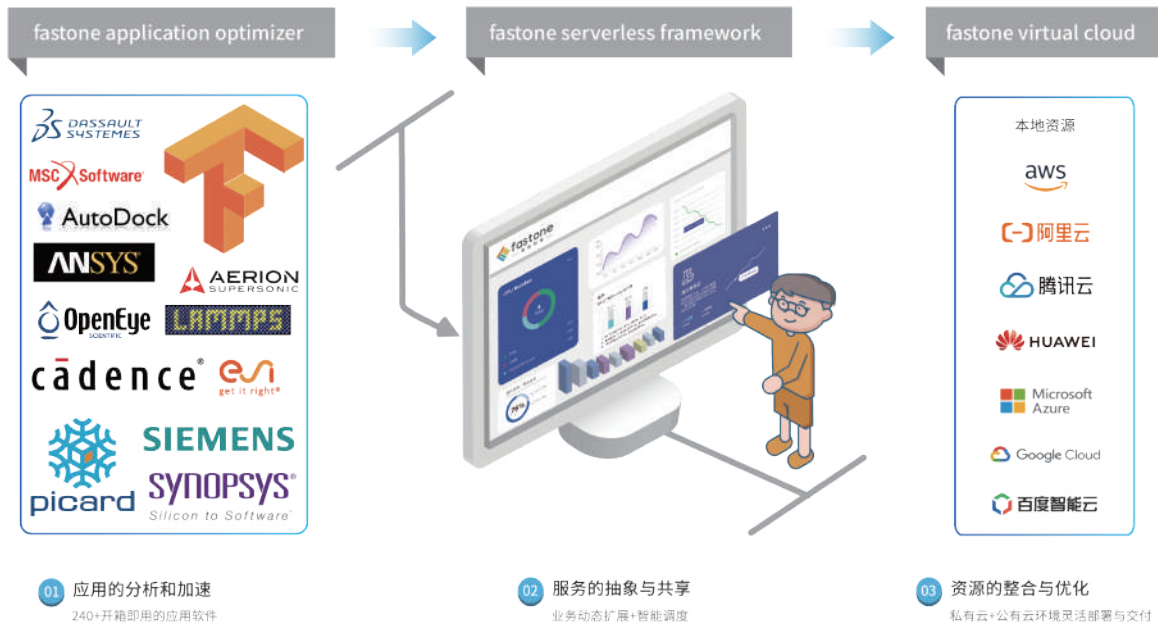 fastone application optimizer
fastone serverless framework
fastone virtual cloud
DASSAULT
SYSTEMES
MSC Software
AutoDock
ANSYS
AERION
SUPERSONIC
OpenEye
SCIENTIFIC
LAMMPS
cādence®
esi
get it right®
picard
SIEMENS
SYNOPSYS®
Silicon to Software
fastone
76%
本地资源
aws
阿里云
腾讯云
HUAWEI
Microsoft
Azure
Google Cloud
百度智能云
01 应用的分析和加速
240+开箱即用的应用软件
02 服务的抽象与共享
业务动态扩展+智能调度
03 资源的整合与优化
私有云+公有云环境灵活部署与交付